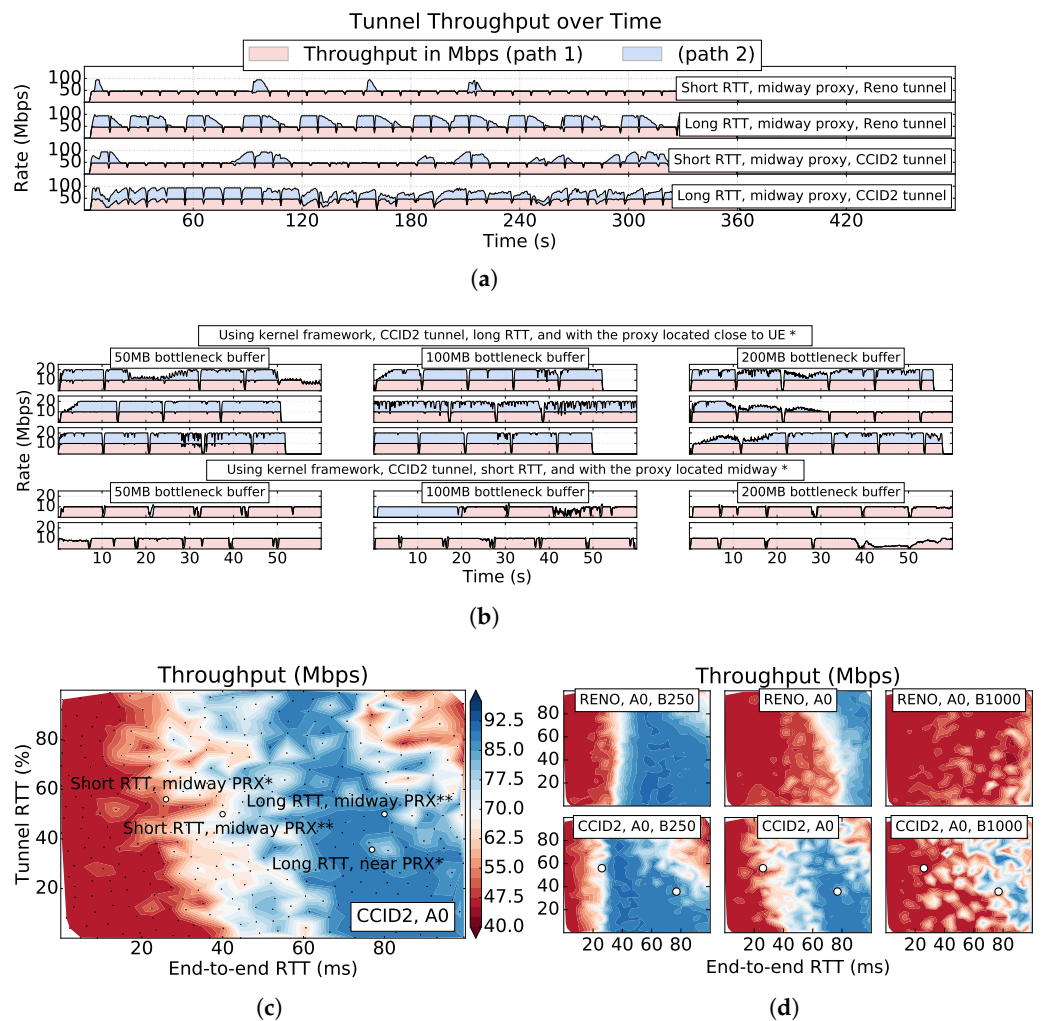 Tunnel Throughput over Time
Throughput in Mbps (path 1) (path 2)
Rate (Mbps)
100
50
Short RTT, midway proxy, Reno tunnel
100
50
Long RTT, midway proxy, Reno tunnel
100
50
Short RTT, midway proxy, CCID2 tunnel
100
50
Long RTT, midway proxy, CCID2 tunnel
60 120 180 240 300 360 420
Time (s)
(a)
Using kernel framework, CCID2 tunnel, long RTT, and with the proxy located close to UE *
50MB bottleneck buffer 100MB bottleneck buffer 200MB bottleneck buffer
Rate (Mbps)
20
10
20
10
20
10
Using kernel framework, CCID2 tunnel, short RTT, and with the proxy located midway *
50MB bottleneck buffer 100MB bottleneck buffer 200MB bottleneck buffer
20
10
20
10
10 20 30 40 50 10 20 30 40 50 10 20 30 40 50
Time (s)
(b)
Throughput (Mbps)
Tunnel RTT (%)
80
60
40
20
Short RTT, midway PRX*
Long RTT, midway PRX**
Short RTT, midway PRX**
Long RTT, near PRX*
CCID2, A0
20 40 60 80
End-to-end RTT (ms)
92.5
85.0
77.5
70.0
62.5
55.0
47.5
40.0
(c)
Throughput (Mbps)
RENO, A0, B250 RENO, A0 RENO, A0, B1000
80
60
40
20
CCID2, A0, B250 CCID2, A0 CCID2, A0, B1000
80
60
40
20
20 40 60 80 20 40 60 80 20 40 60 80
End-to-end RTT (ms)
(d)